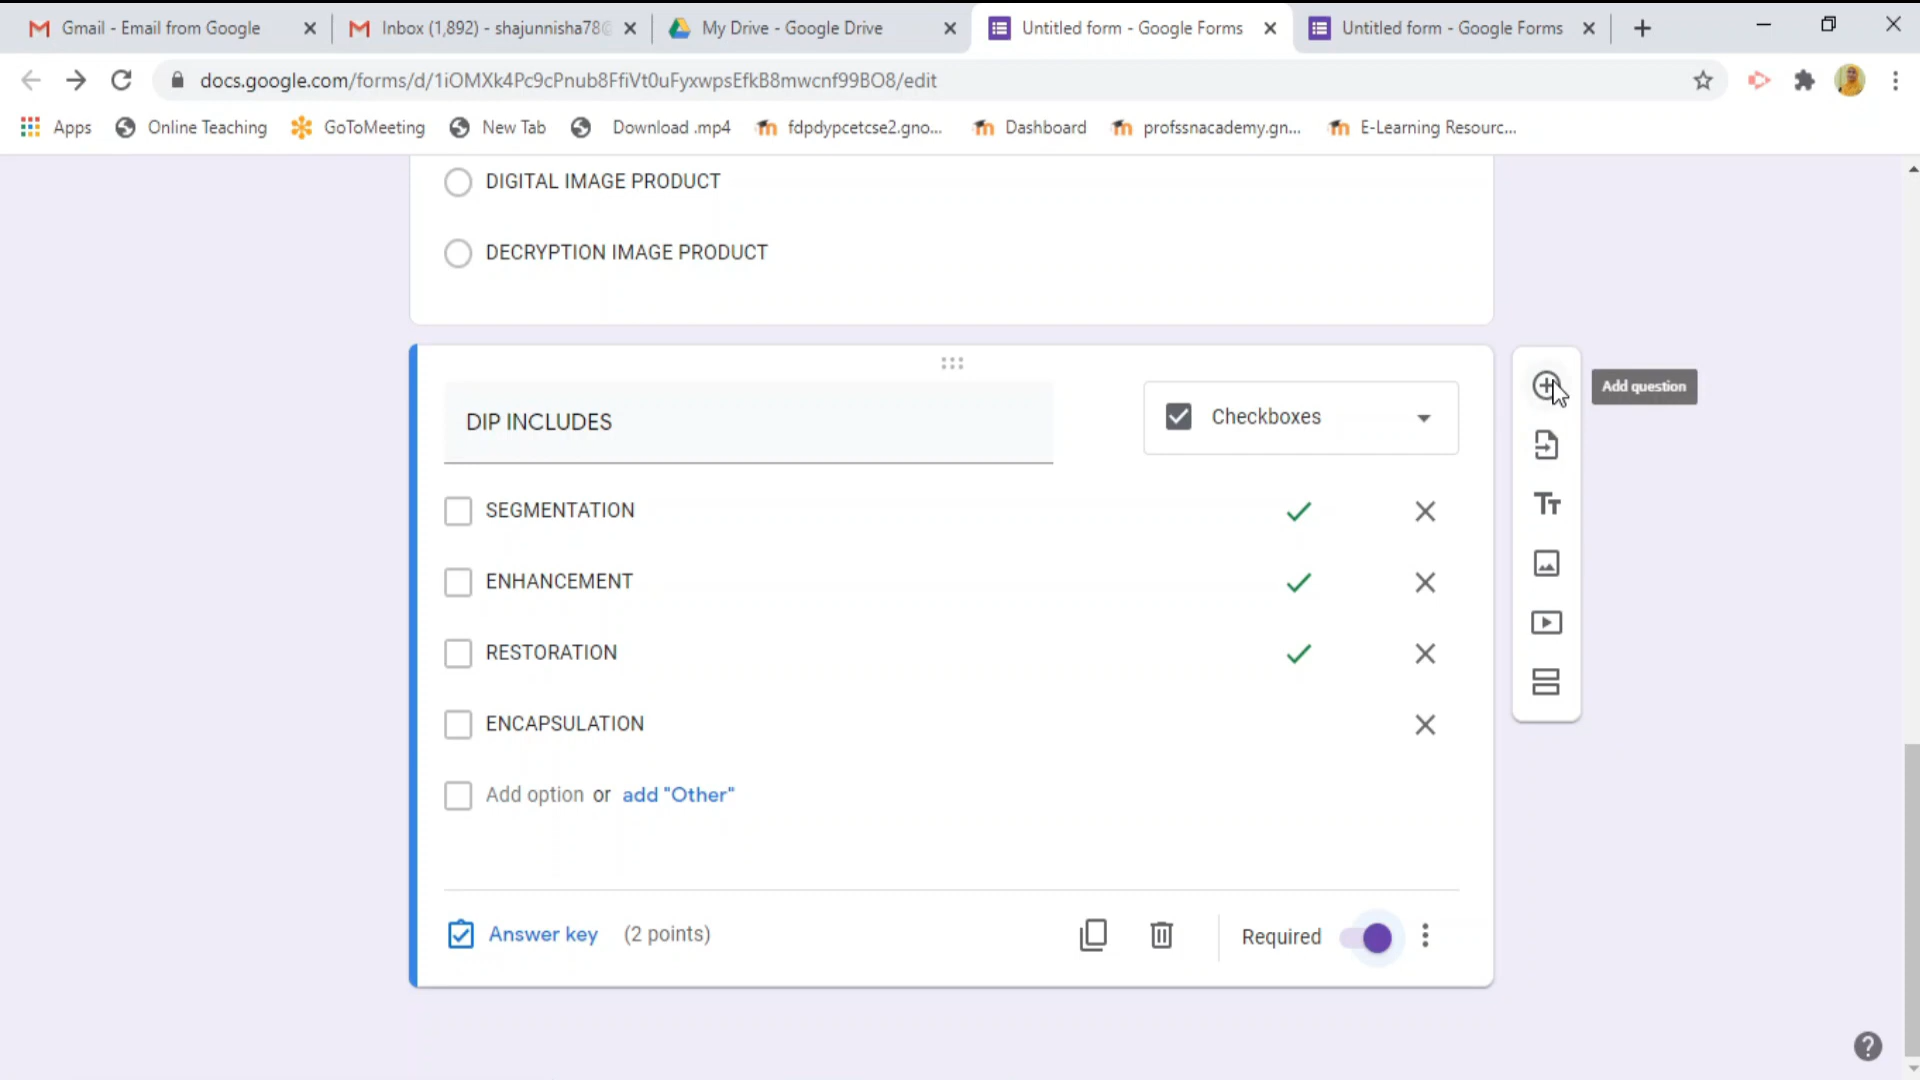 Gmail - Email from Google
Inbox (1,892) - shajunnisha78@
My Drive - Google Drive
Untitled form - Google Forms
Untitled form - Google Forms
docs.google.com/forms/d/1iOMXk4Pc9cPnub8FfiVt0uFyxwpsEfkB8mwcnf99BO8/edit
Apps
Online Teaching
GoToMeeting
New Tab
Download .mp4
fdpdypcetcse2.gno...
Dashboard
profssnacademy.gn...
E-Learning Resourc...
DIGITAL IMAGE PRODUCT
DECRYPTION IMAGE PRODUCT
DIP INCLUDES
Checkboxes
Add question
SEGMENTATION
ENHANCEMENT
RESTORATION
ENCAPSULATION
Add option or add "Other"
Answer key (2 points)
Required